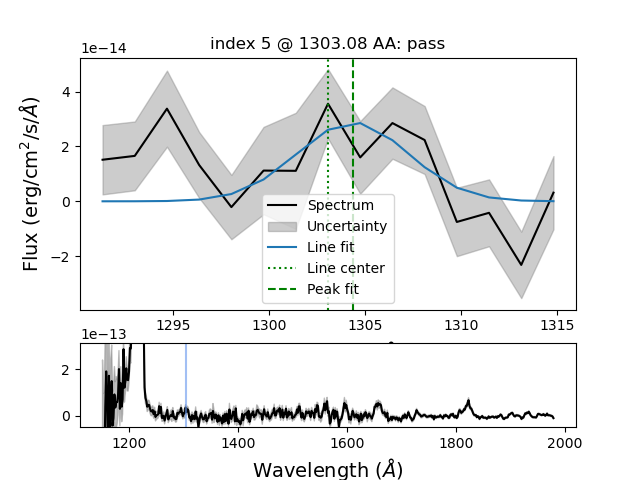 index 5 @ 1303.08 AA: pass
1e−14
4
2
0
−2
Flux (erg/cm²/s/Å)
Spectrum
Uncertainty
Line fit
Line center
Peak fit
1295 1300 1305 1310 1315
1e−13
2
0
1200 1400 1600 1800 2000
Wavelength (Å)